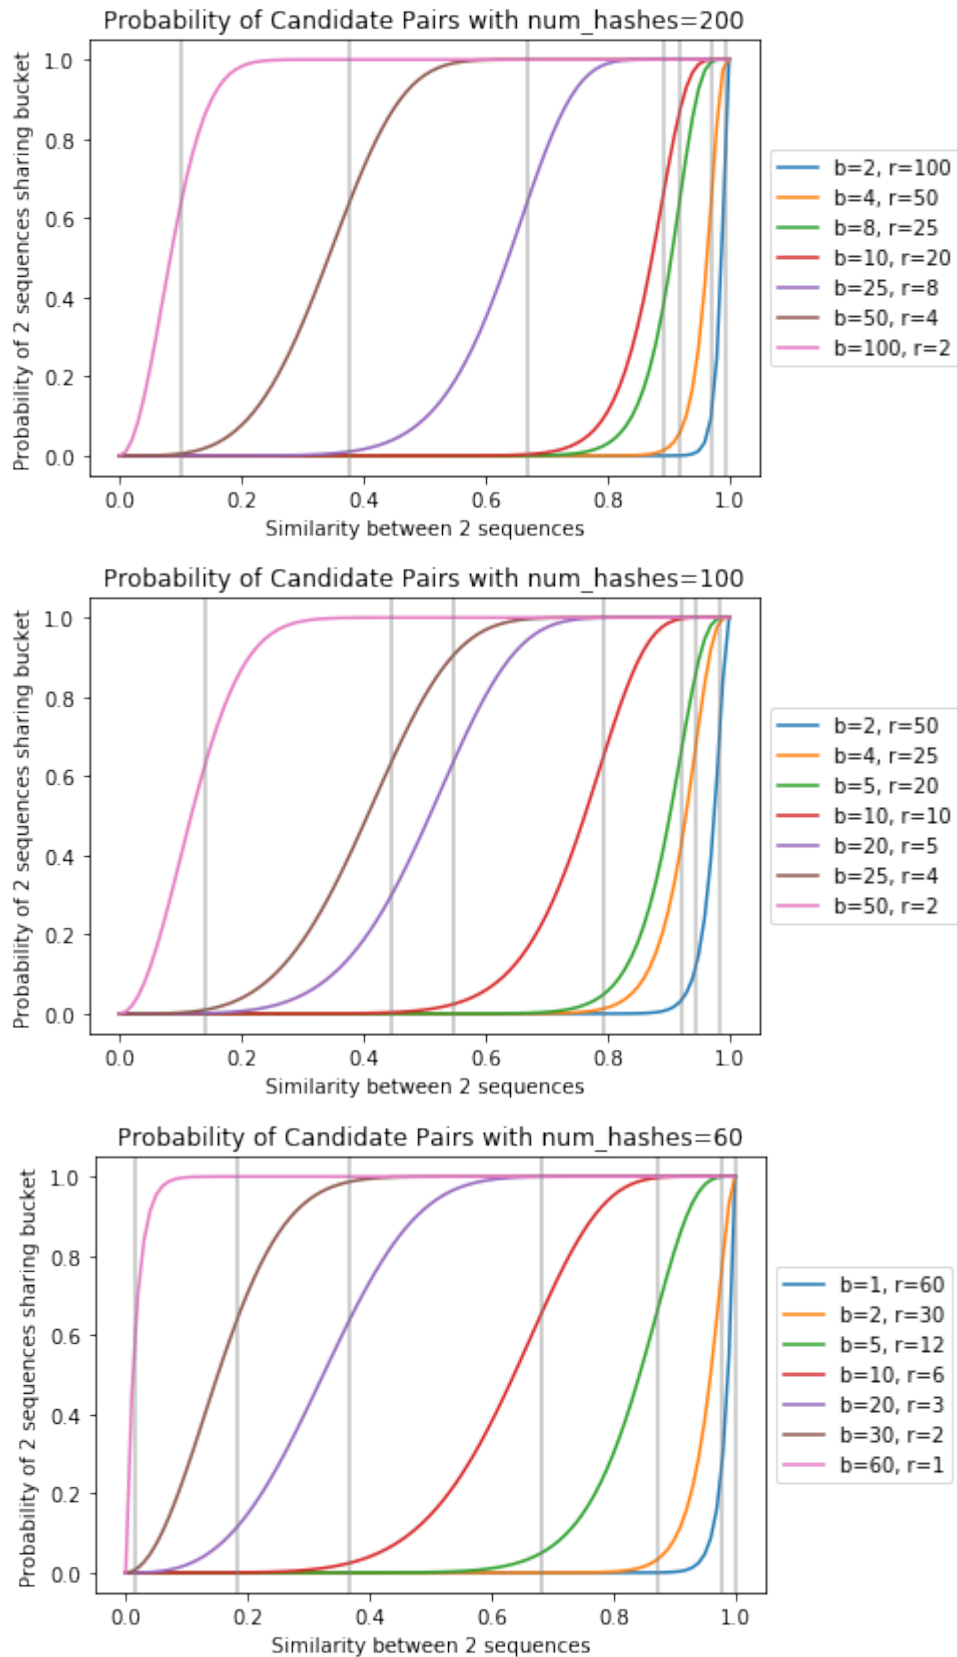 Probability of Candidate Pairs with num_hashes=200
Probability of 2 sequences sharing bucket
1.0
0.8
0.6
0.4
0.2
0.0
0.0 0.2 0.4 0.6 0.8 1.0
Similarity between 2 sequences
b=2, r=100
b=4, r=50
b=8, r=25
b=10, r=20
b=25, r=8
b=50, r=4
b=100, r=2
Probability of Candidate Pairs with num_hashes=100
Probability of 2 sequences sharing bucket
1.0
0.8
0.6
0.4
0.2
0.0
0.0 0.2 0.4 0.6 0.8 1.0
Similarity between 2 sequences
b=2, r=50
b=4, r=25
b=5, r=20
b=10, r=10
b=20, r=5
b=25, r=4
b=50, r=2
Probability of Candidate Pairs with num_hashes=60
Probability of 2 sequences sharing bucket
1.0
0.8
0.6
0.4
0.2
0.0
0.0 0.2 0.4 0.6 0.8 1.0
Similarity between 2 sequences
b=1, r=60
b=2, r=30
b=5, r=12
b=10, r=6
b=20, r=3
b=30, r=2
b=60, r=1